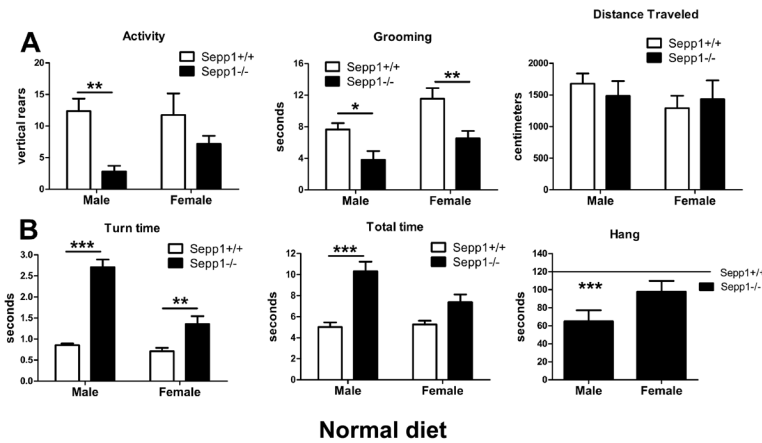 A
Activity
Sepp1+/+
Sepp1-/-
**
vertical rears
20
15
10
5
0
Male
Female
Grooming
Sepp1+/+
Sepp1-/-
*
**
seconds
16
12
8
4
0
Male
Female
Distance Traveled
Sepp1+/+
Sepp1-/-
centimeters
2000
1500
1000
500
0
Male
Female
B
Turn time
Sepp1+/+
Sepp1-/-
***
**
seconds
3.0
2.5
2.0
1.5
1.0
0.5
0.0
Male
Female
Total time
Sepp1+/+
Sepp1-/-
***
seconds
12
10
8
6
4
2
0
Male
Female
Hang
Sepp1+/+
Sepp1-/-
***
seconds
140
120
100
80
60
40
20
0
Male
Female
Normal diet